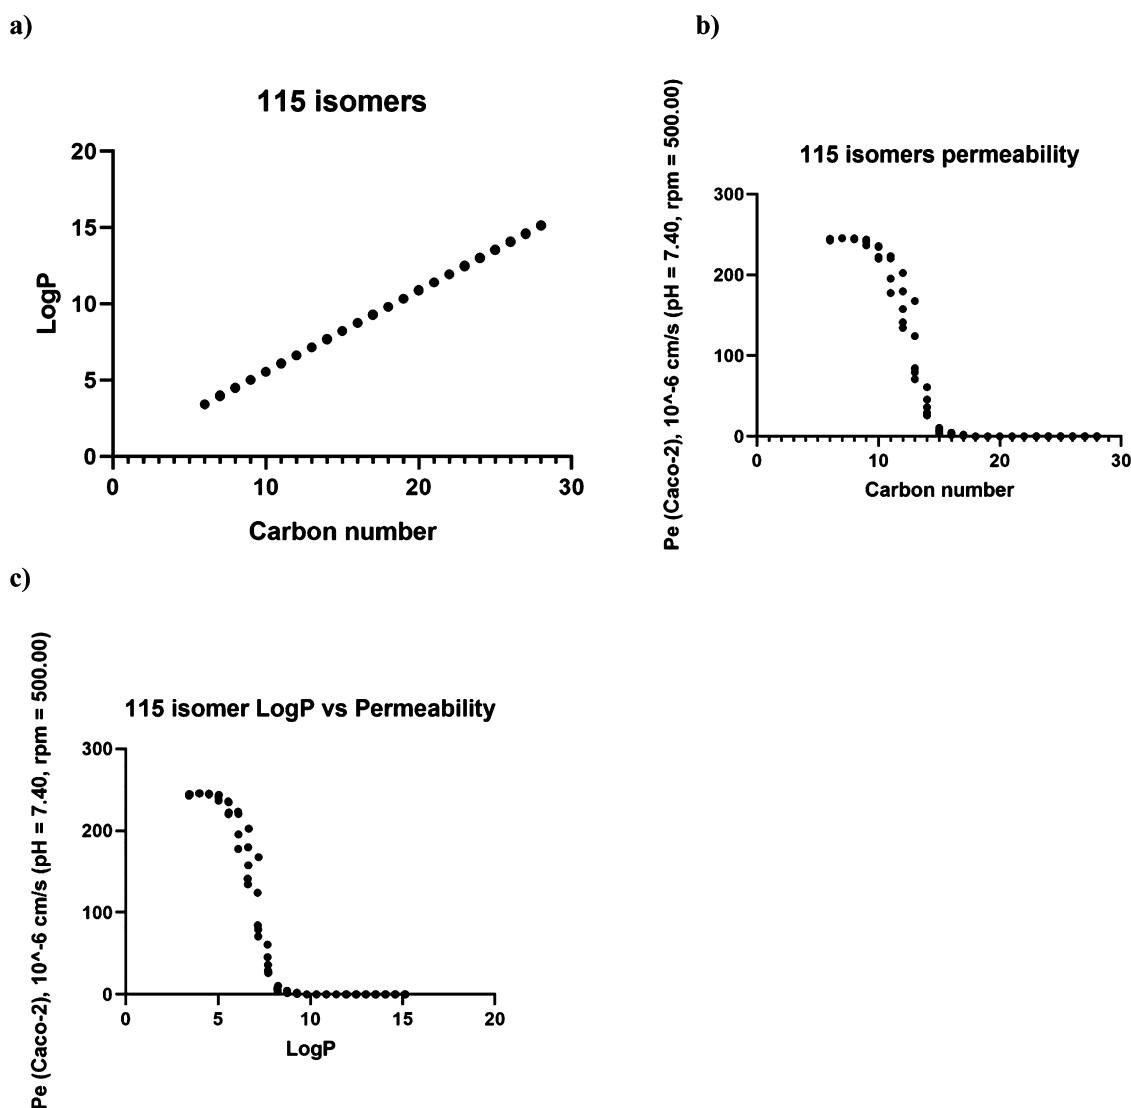 a)
115 isomers
20
15
10
5
0
LogP
0 10 20 30
Carbon number
b)
115 isomers permeability
300
200
100
0
Pe (Caco-2), 10^-6 cm/s (pH = 7.40, rpm = 500.00)
0 10 20 30
Carbon number
c)
115 isomer LogP vs Permeability
300
200
100
0
Pe (Caco-2), 10^-6 cm/s (pH = 7.40, rpm = 500.00)
0 5 10 15 20
LogP